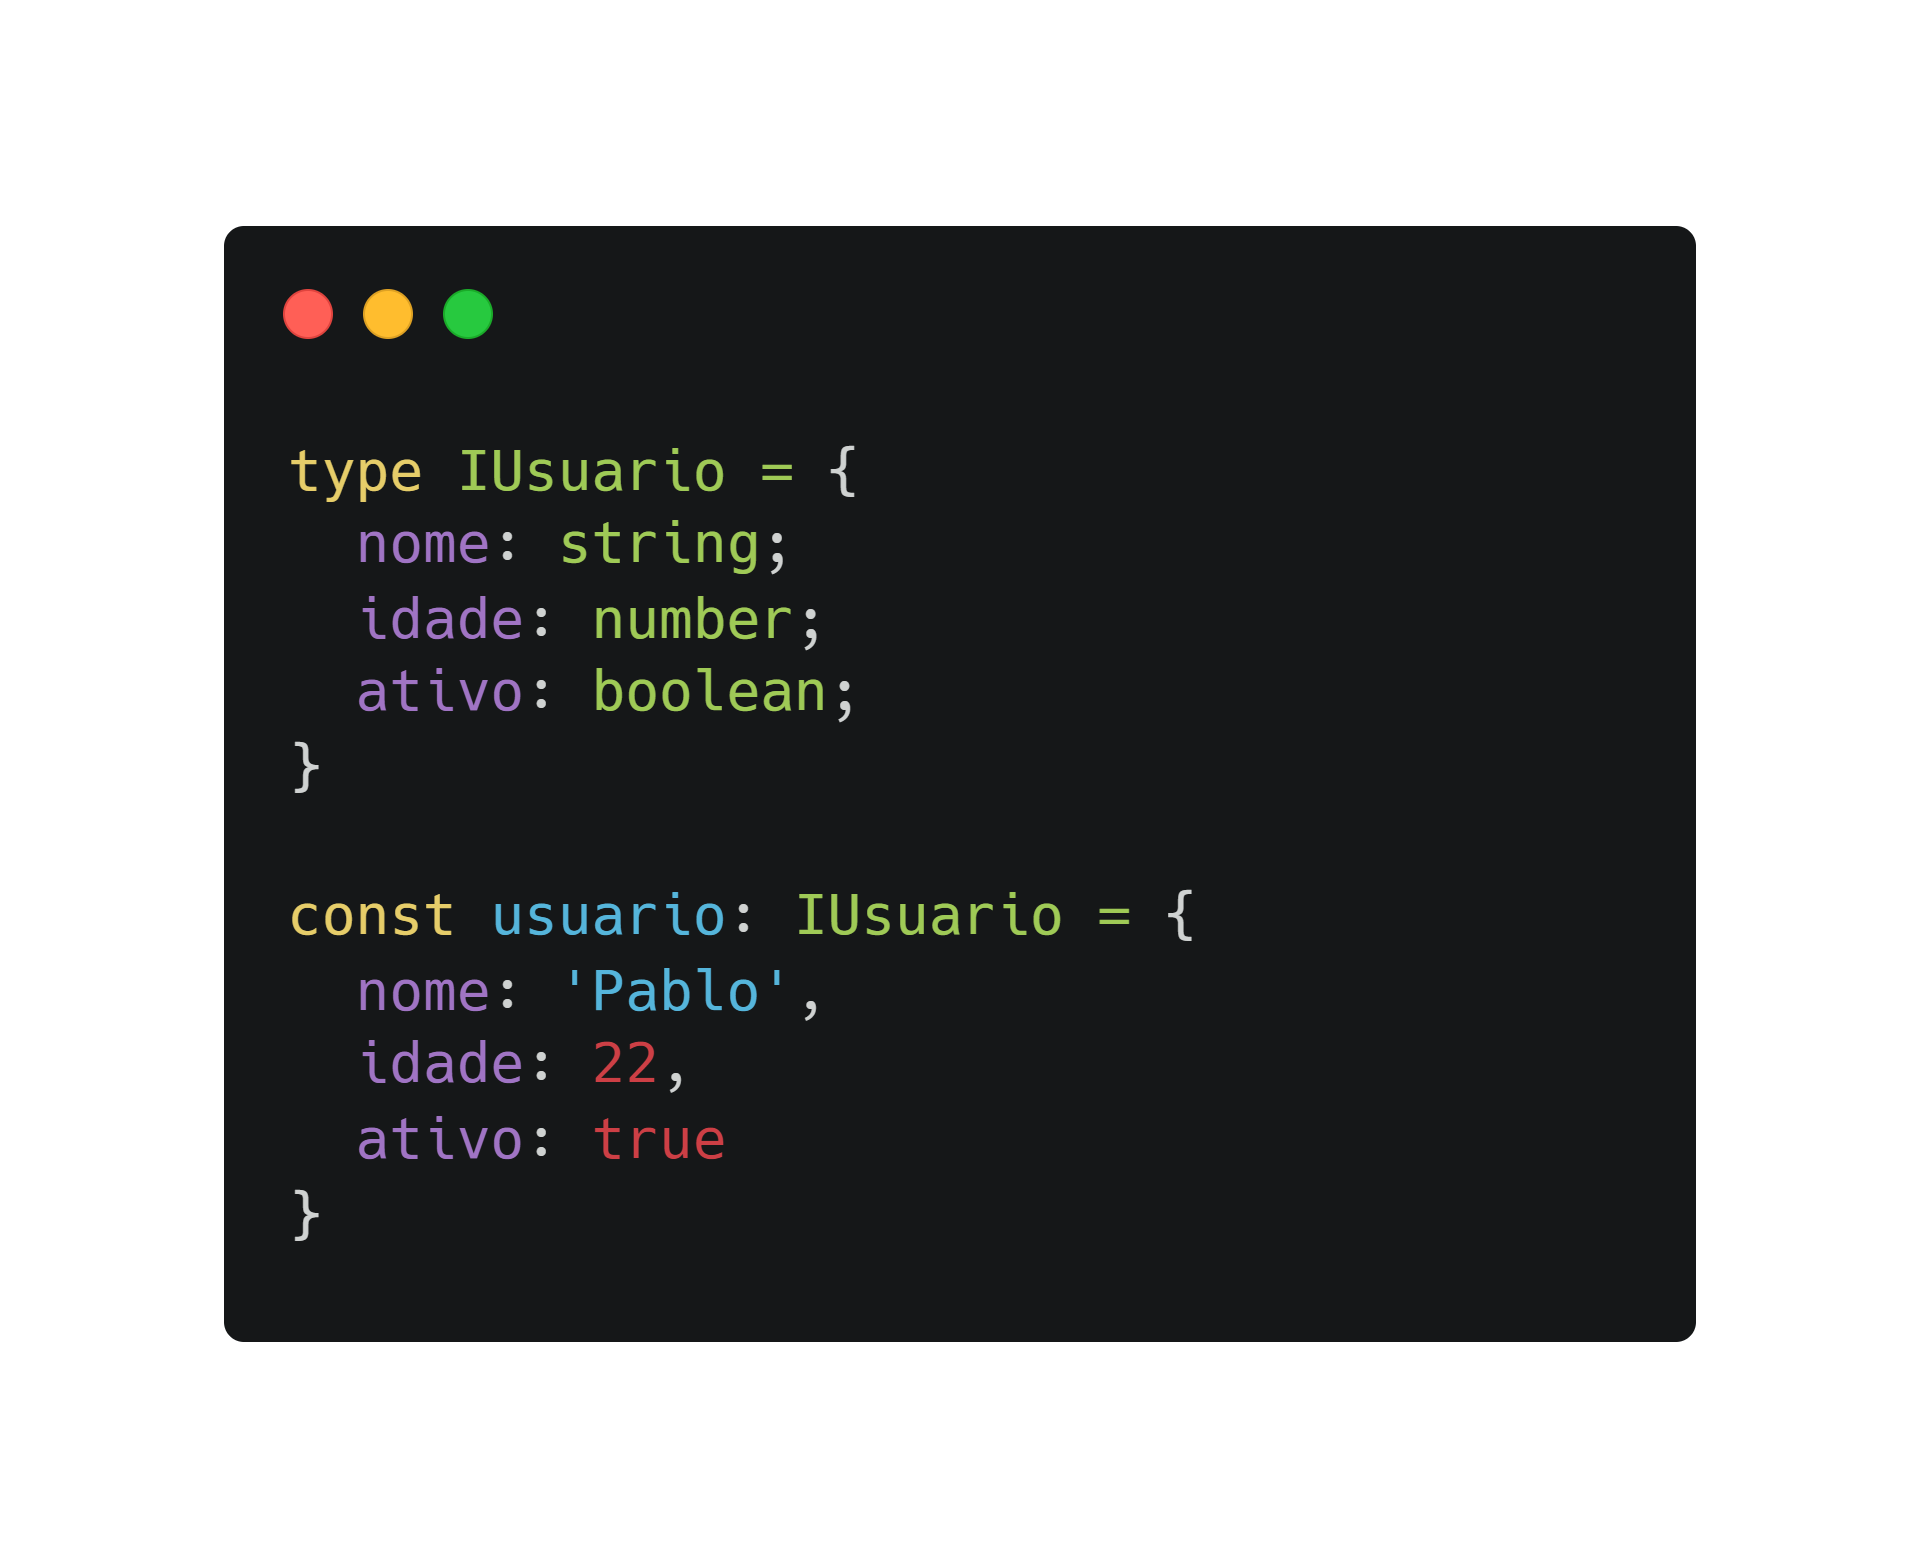 type IUsuario = {
  nome: string;
  idade: number;
  ativo: boolean;
}

const usuario: IUsuario = {
  nome: 'Pablo',
  idade: 22,
  ativo: true
}